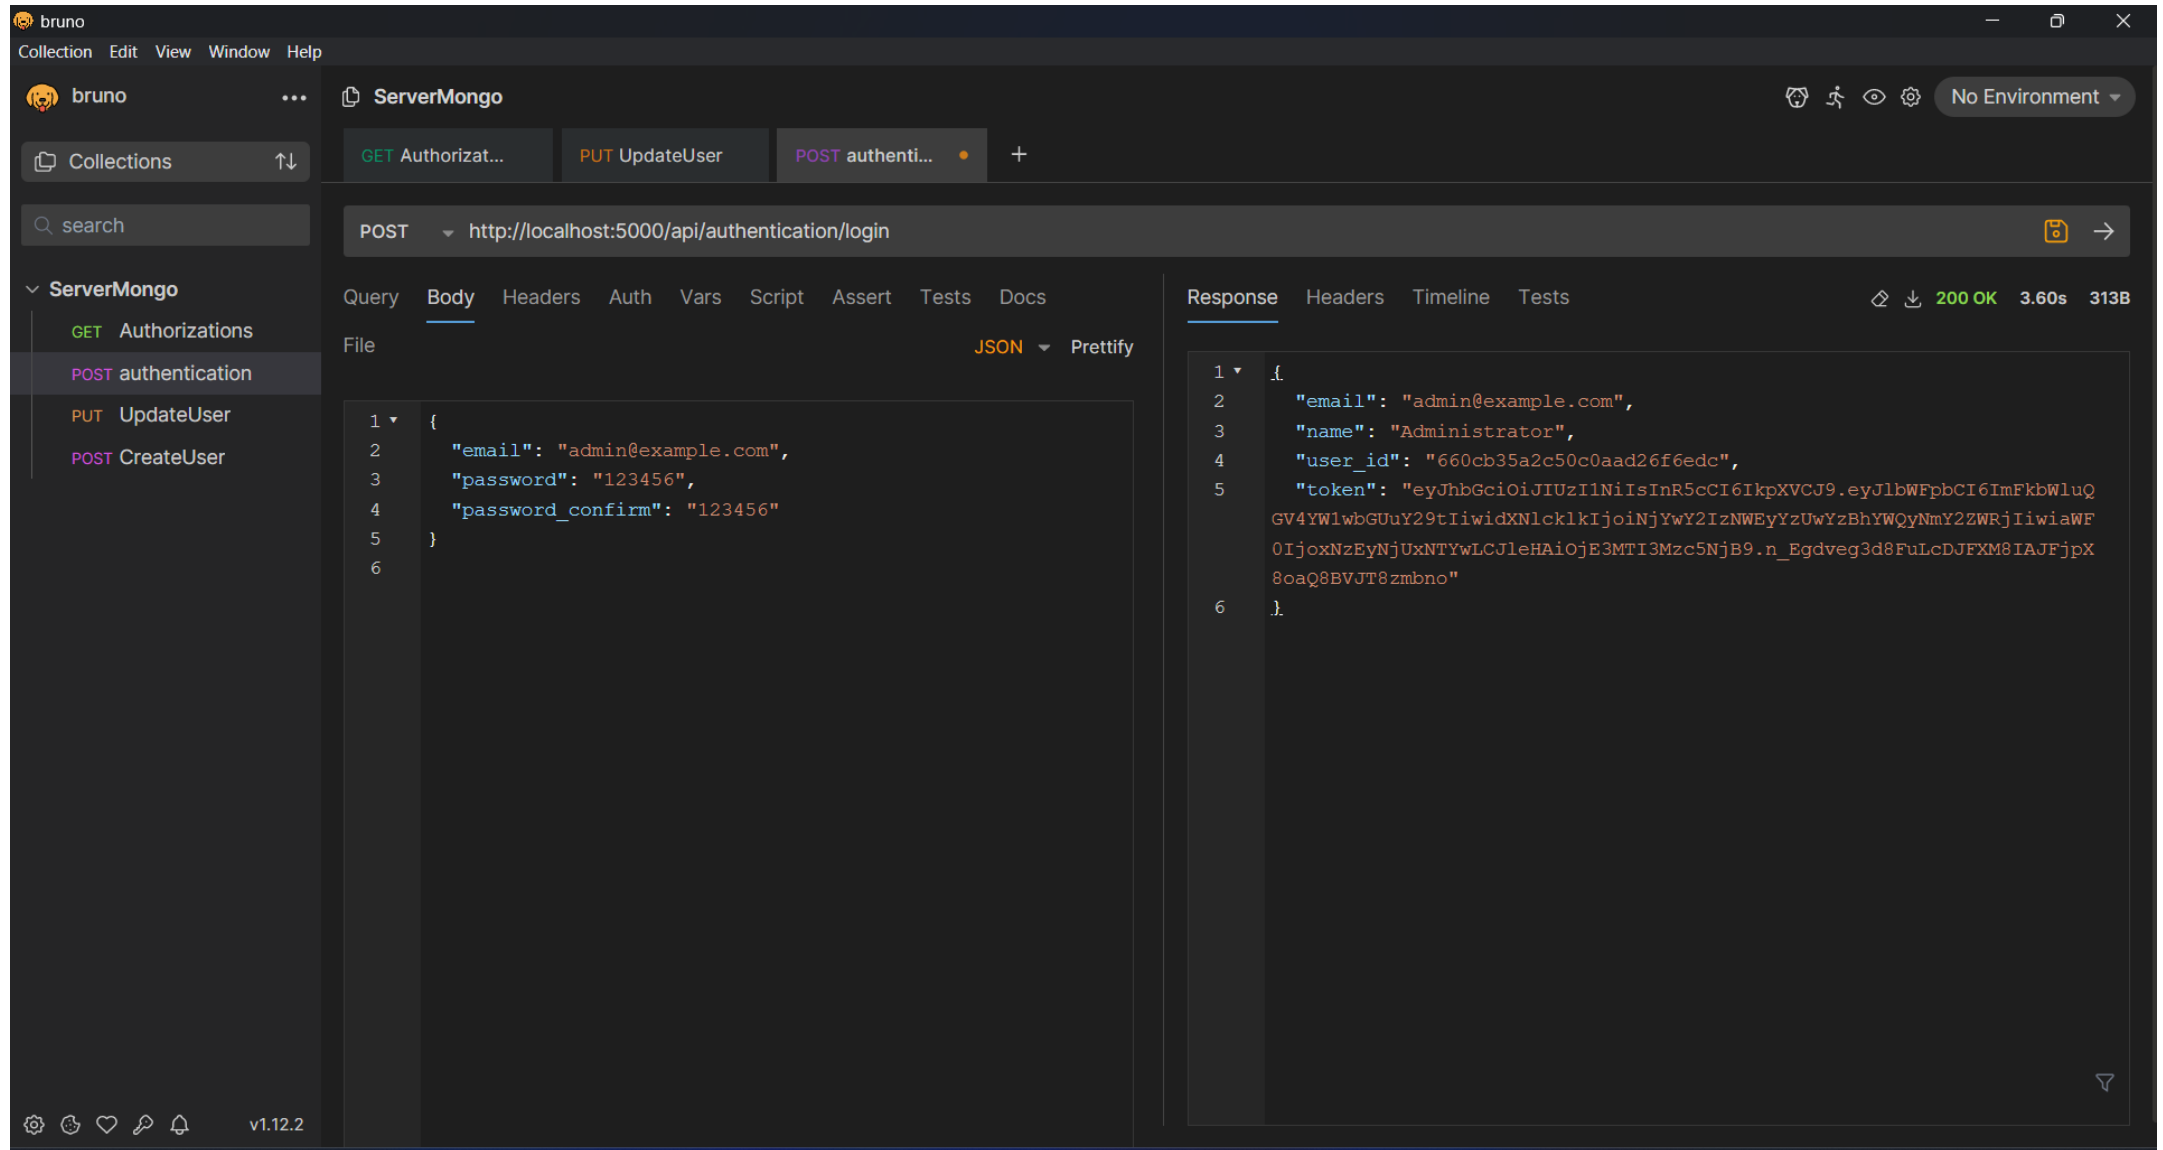 bruno
Collection Edit View Window Help
bruno
ServerMongo
No Environment
Collections
GET Authorizat...
PUT UpdateUser
POST authenti...
search
POST http://localhost:5000/api/authentication/login
ServerMongo
GET Authorizations
POST authentication
PUT UpdateUser
POST CreateUser
Query Body Headers Auth Vars Script Assert Tests Docs
File
JSON Prettify
1 {
2 "email": "admin@example.com",
3 "password": "123456",
4 "password_confirm": "123456"
5 }
6
Response Headers Timeline Tests
200 OK 3.60s 313B
1 {
2 "email": "admin@example.com",
3 "name": "Administrator",
4 "user_id": "660cb35a2c50c0aad26f6edc",
5 "token": "eyJhbGciOiJIUzI1NiIsInR5cCI6IkpXVCJ9.eyJlbWFpbCI6ImFkbWluQ
GV4YW1wbGUuY29tIiwidXNlcklkIjoiNjYwY2IzNWEyYzUwYzBhYWQyNmY2ZWRjIiwiaWF
0IjoxNzEyNjUxNTYwLCJleHAiOjE3MTI3Mzc5NjB9.n_Egdveg3d8FuLcDJFXM8IAJFjpX
8oaQ8BVJT8zmbno"
6 }
v1.12.2